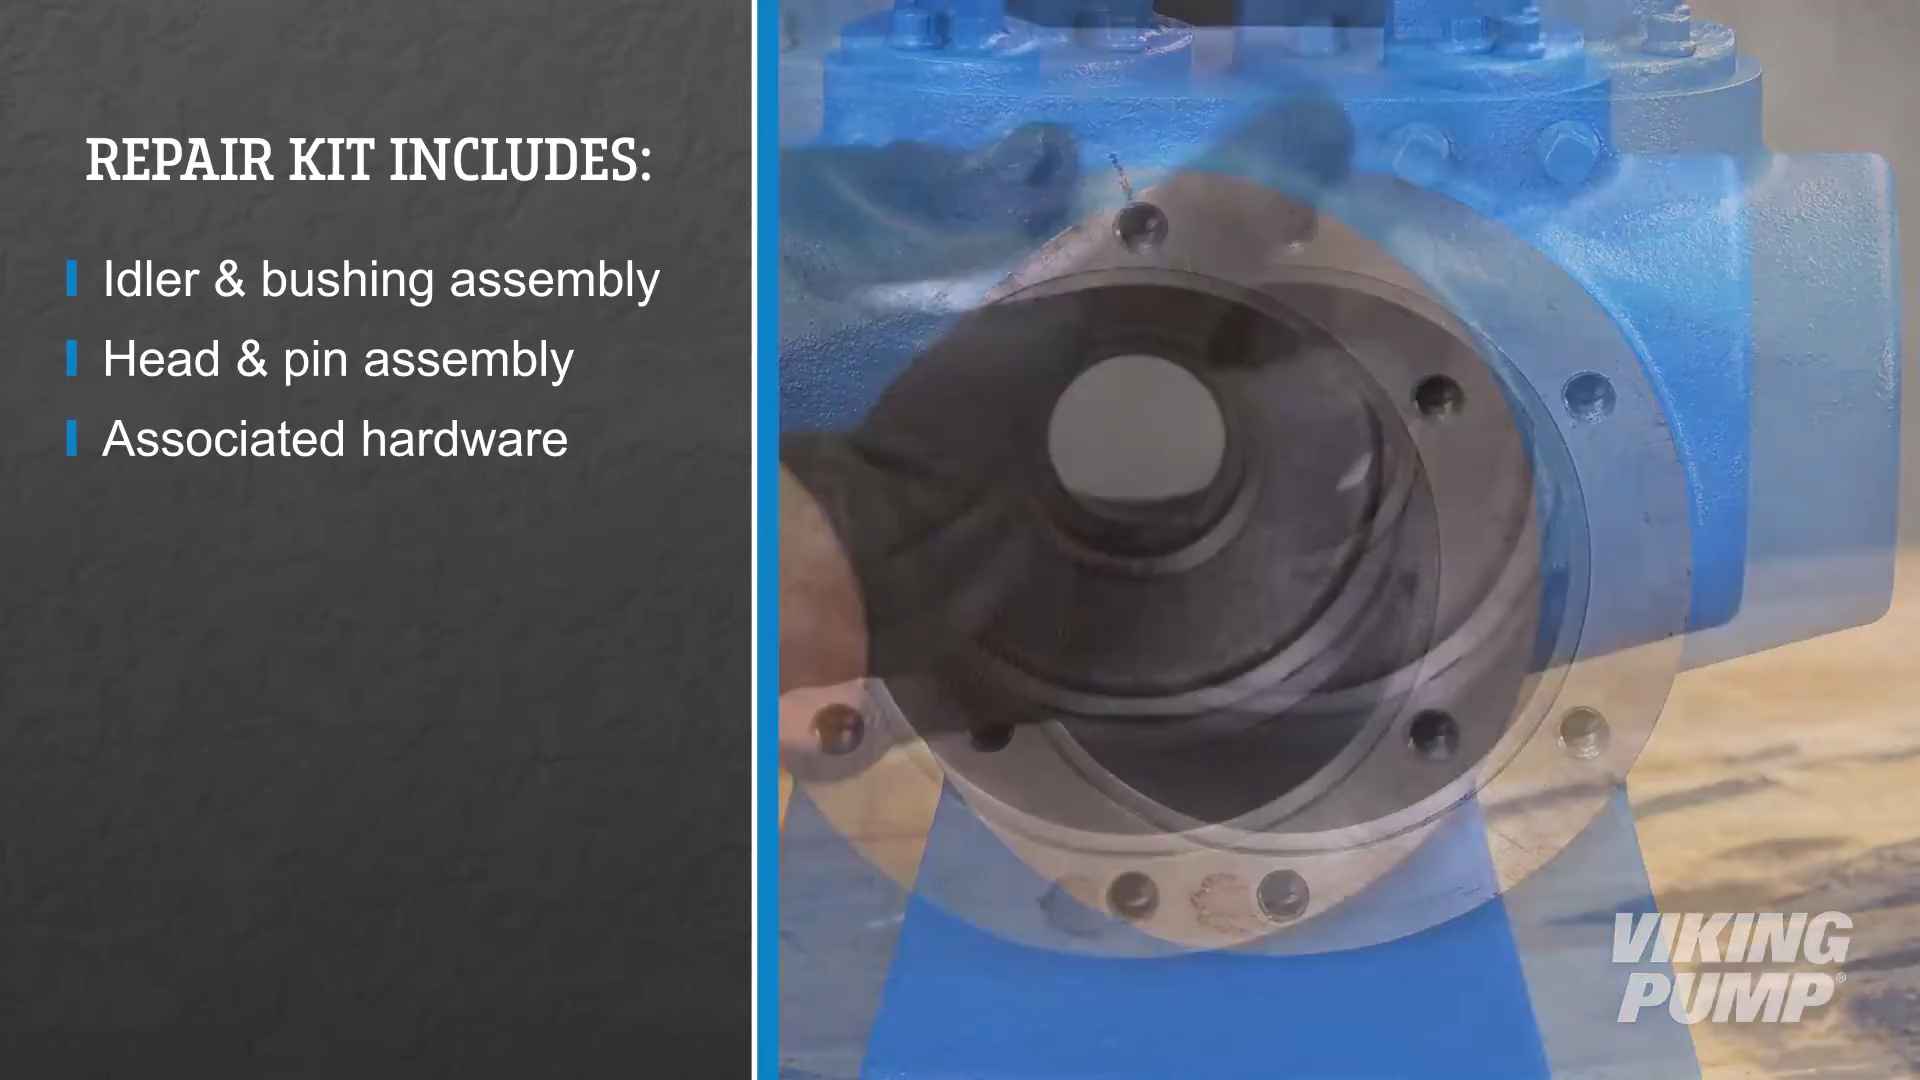 REPAIR KIT INCLUDES:
Idler & bushing assembly
Head & pin assembly
Associated hardware
VIKING
PUMP®